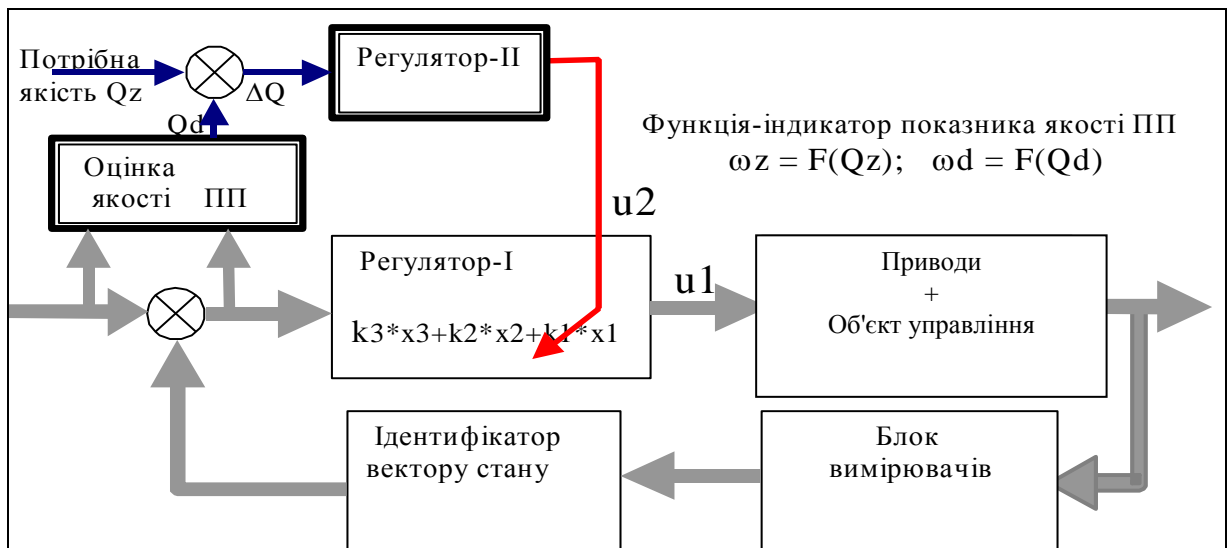 Потрібна
якість Qz
ΔQ
Qd
Регулятор-II
Функція-індикатор показника якості ПП
ωz = F(Qz); ωd = F(Qd)
Оцінка
якості ПП
u2
Регулятор-I
k3*x3+k2*x2+k1*x1
u1
Приводи
+
Об'єкт управління
Ідентифікатор
вектору стану
Блок
вимірювачів